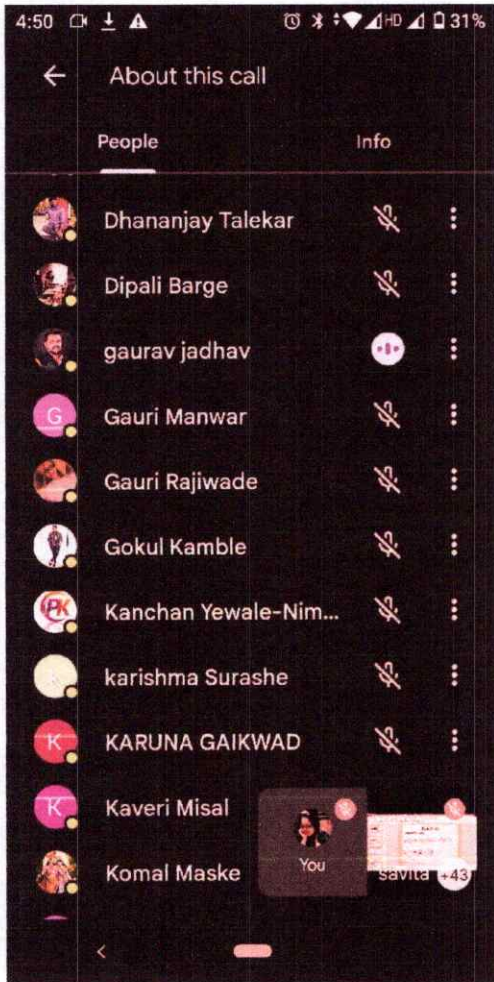 4:50 HD 31%
About this call
People Info
Dhananjay Talekar
Dipali Barge
gaurav jadhav
G Gauri Manwar
Gauri Rajiwade
Gokul Kamble
PK Kanchan Yewale-Nim...
karishma Surashe
K KARUNA GAIKWAD
K Kaveri Misal
You
Komal Maske savita +43